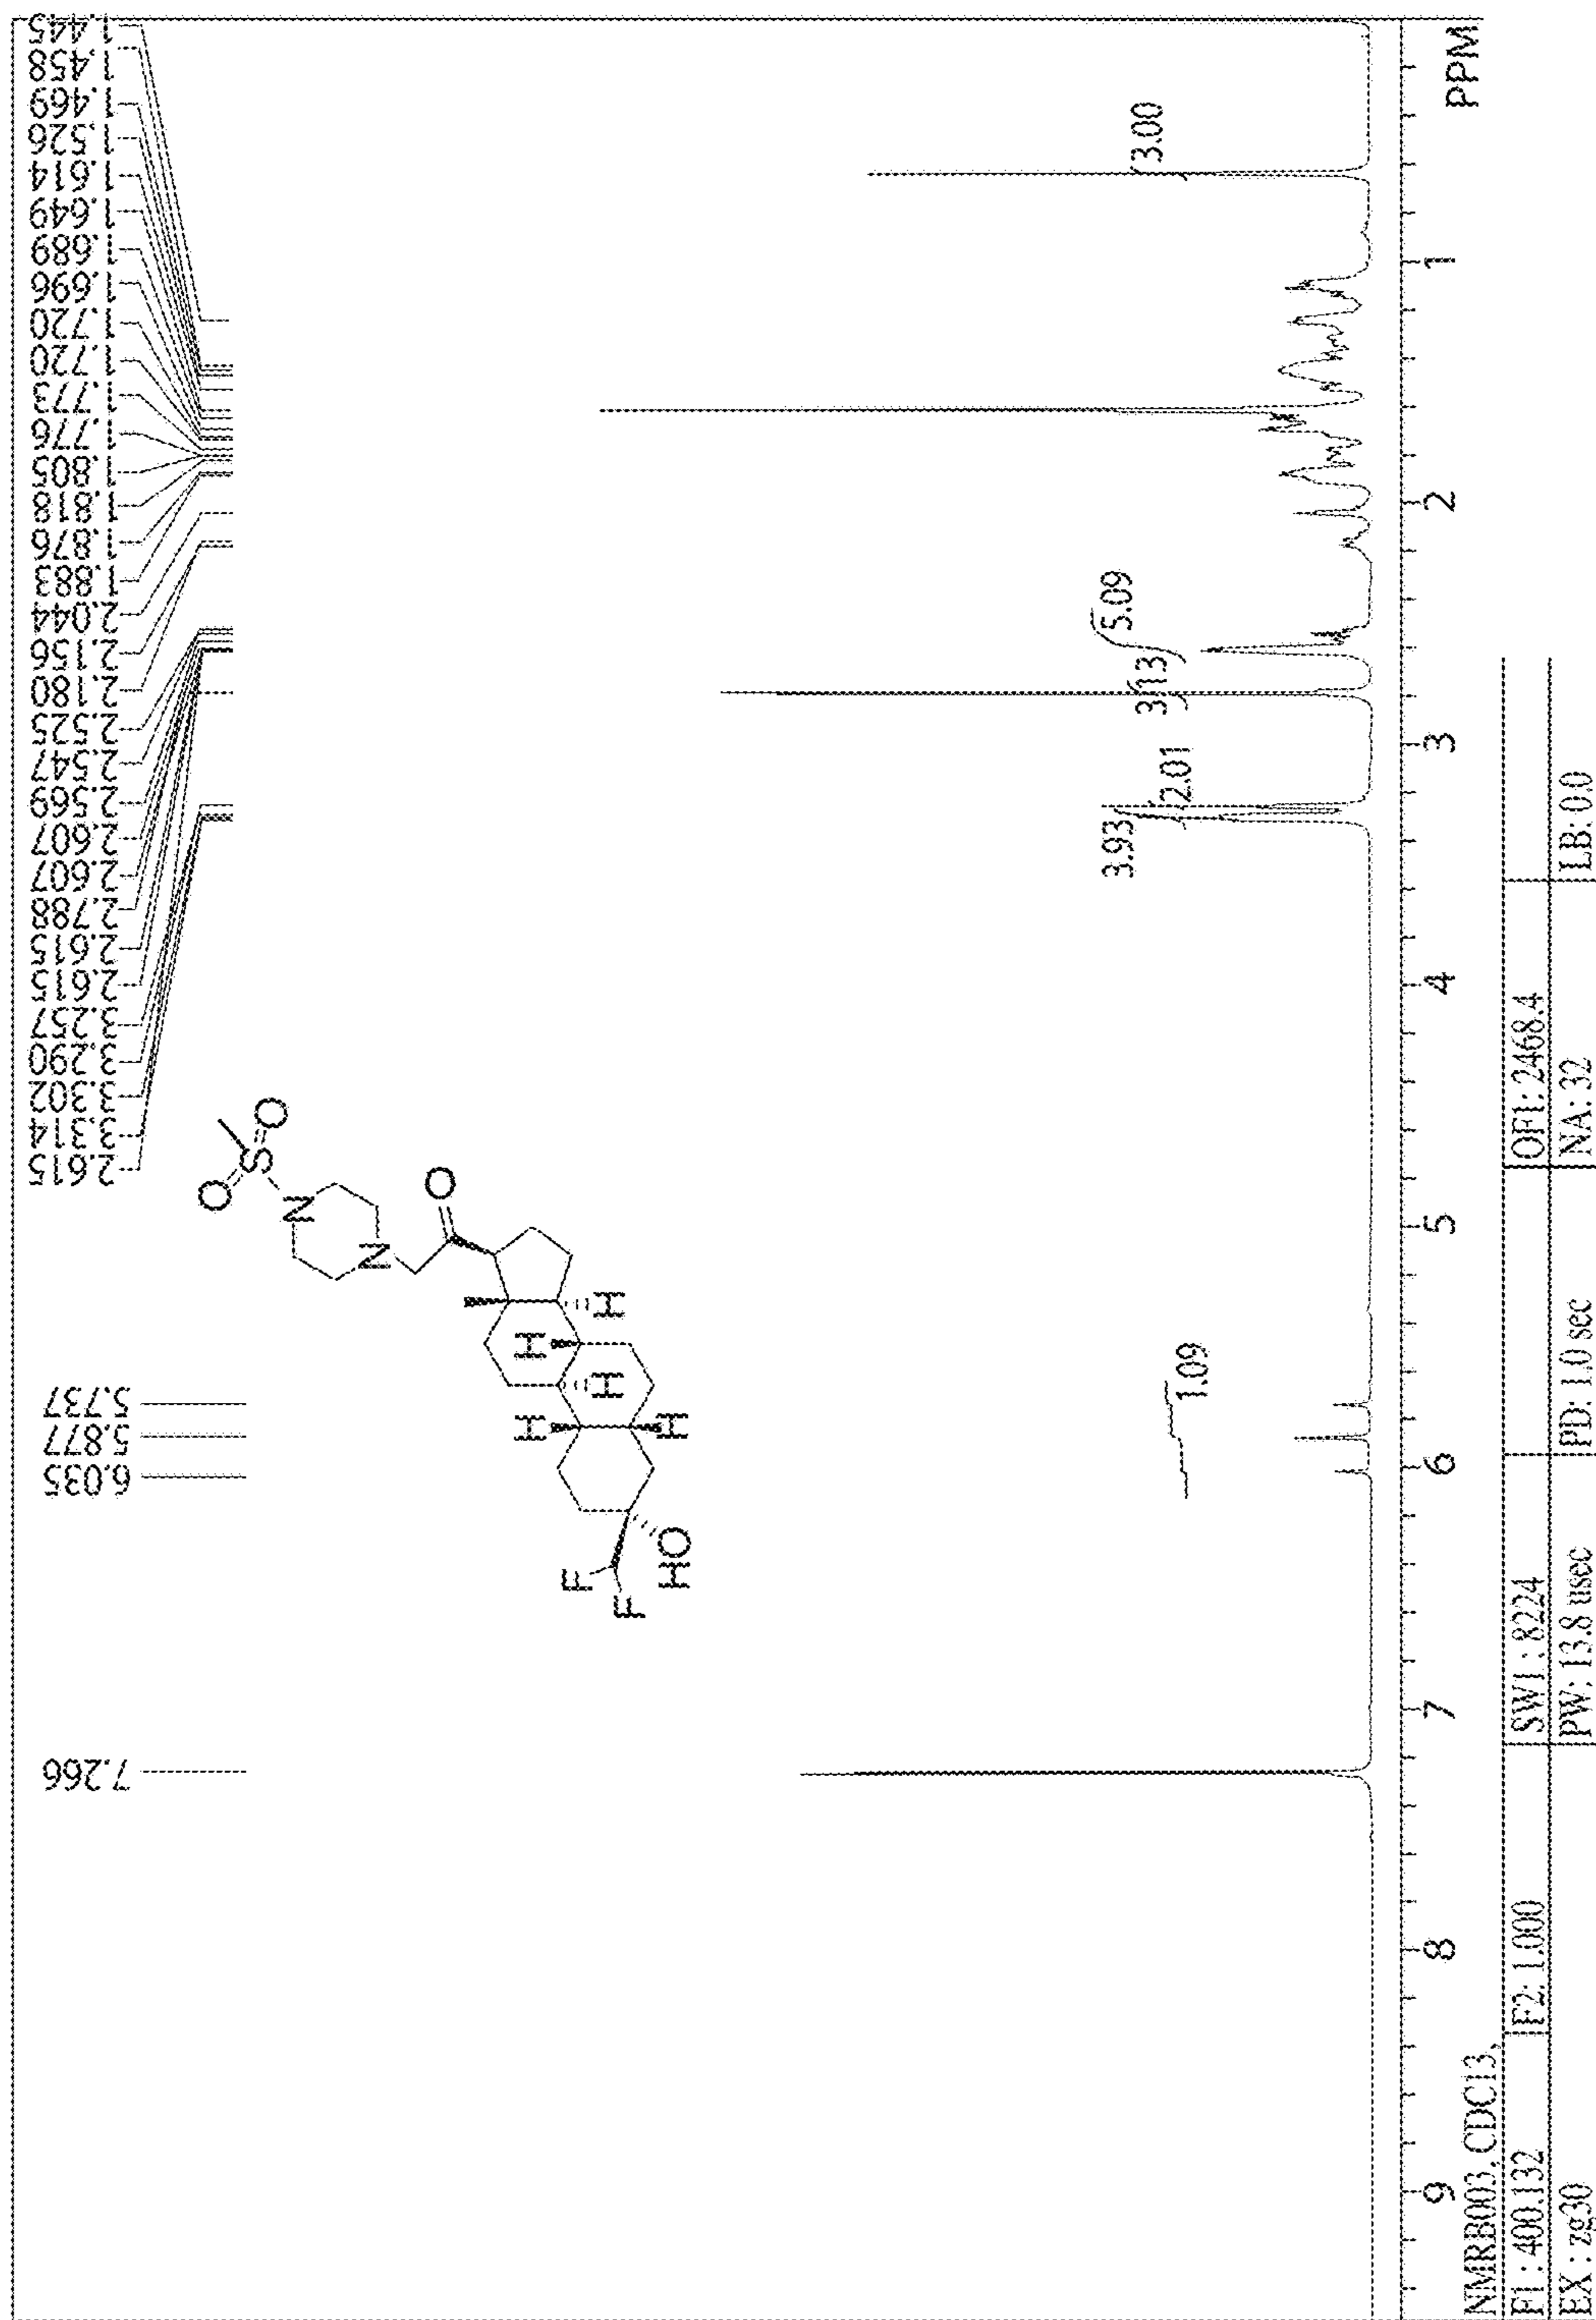 7.266
6.035
5.877
5.737
2.615
3.314
3.302
3.290
3.257
2.615
2.615
2.788
2.607
2.607
2.569
2.547
2.525
2.180
2.156
2.044
1.883
1.876
1.818
1.805
1.776
1.773
1.720
1.720
1.696
1.689
1.649
1.614
1.526
1.469
1.458
1.445
O
S
O
N
N
O
H
H
H
H
H
F
F
HO
1.09
3.93
2.01
3.13
5.09
3.00
9 8 7 6 5 4 3 2 1 PPM
NMRB003, CDC13,
F1 : 400.132 F2: 1.000 SW1 : 8224 OF1: 2468.4
EX : zg30 PW: 13.8 usec PD: 1.0 sec NA: 32 LB: 0.0